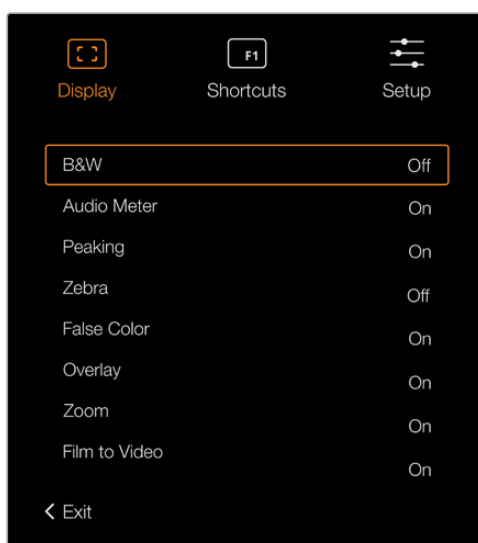 F1
Display Shortcuts Setup
B&W Off
Audio Meter On
Peaking On
Zebra Off
False Color On
Overlay On
Zoom On
Film to Video On
Exit